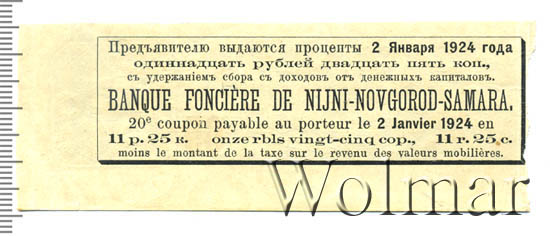 Предъявителю выдаются проценты 2 Января 1924 года
одиннадцать рублей двадцать пять коп.,
съ удержаніемъ сбора съ доходовъ отъ денежныхъ капиталовъ.
BANQUE FONCIÈRE DE NIJNI-NOVGOROD-SAMARA.
20e coupon payable au porteur le 2 Janvier 1924 en
11 р. 25 к. onze rbls vingt-cinq cop., 11 r. 25 c.
moins le montant de la taxe sur le revenu des valeurs mobilières.
Wolmar